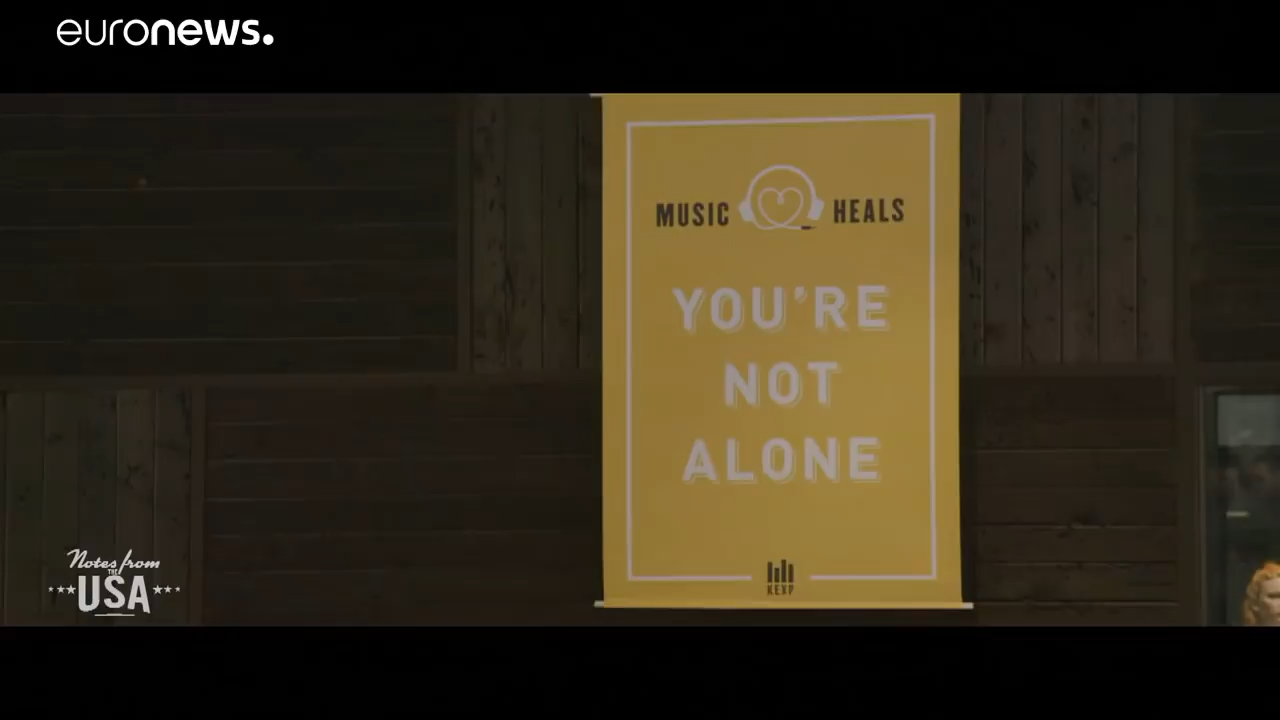 euronews.
MUSIC HEALS
YOU'RE
NOT
ALONE
KEXP
Notes from
THE
USA